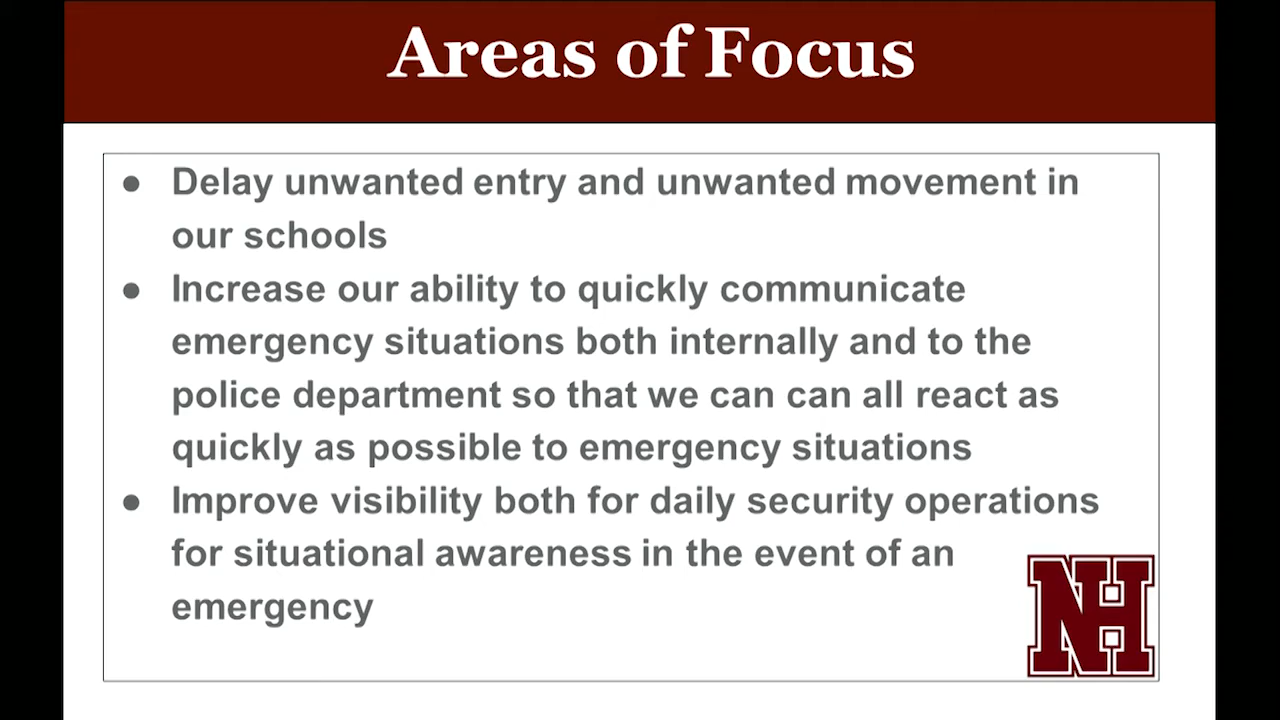 Areas of Focus
● Delay unwanted entry and unwanted movement in
our schools
● Increase our ability to quickly communicate
emergency situations both internally and to the
police department so that we can can all react as
quickly as possible to emergency situations
● Improve visibility both for daily security operations
for situational awareness in the event of an
emergency
NH